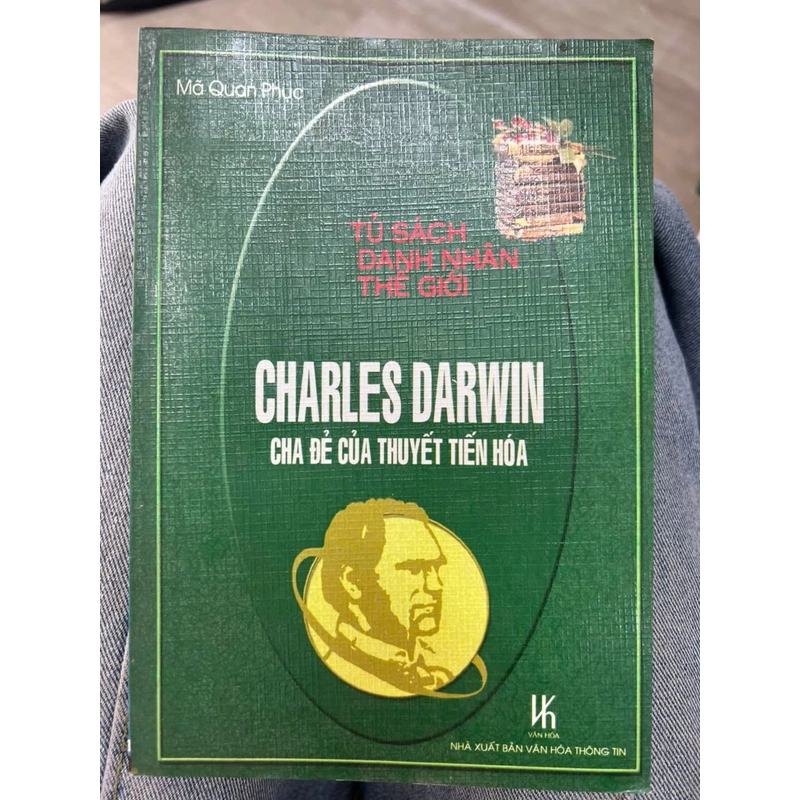 Mã Quan Phục
TỦ SÁCH
DANH NHÂN
THẾ GIỚI
CHARLES DARWIN
CHA ĐẺ CỦA THUYẾT TIẾN HÓA
VĂN HÓA
NHÀ XUẤT BẢN VĂN HÓA THÔNG TIN